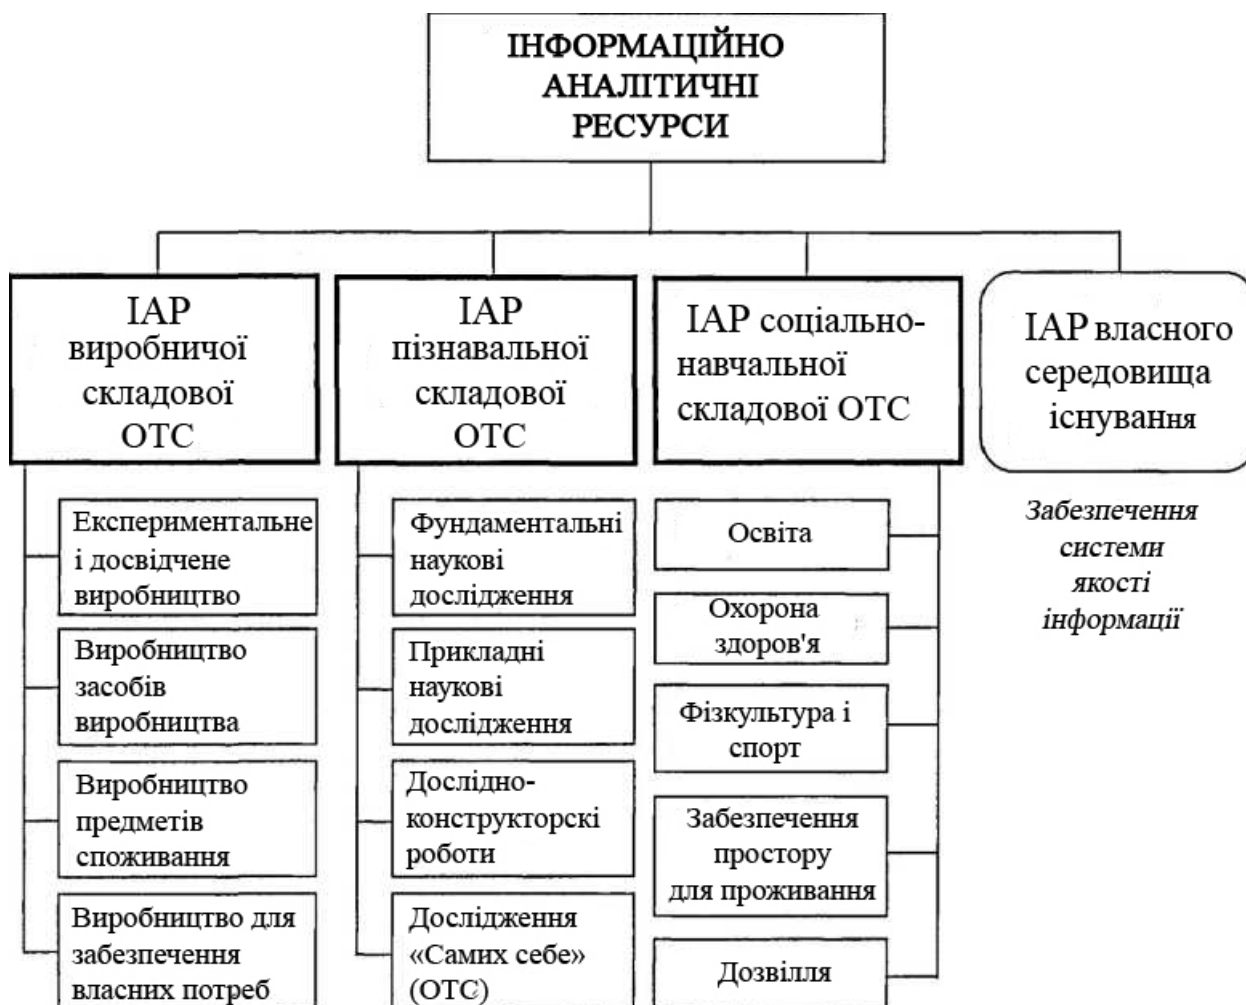 ІНФОРМАЦІЙНО
АНАЛІТИЧНІ
РЕСУРСИ
ІАР
виробничої
складової
ОТС
Експериментальне
і досвідчене
виробництво
Виробництво
засобів
виробництва
Виробництво
предметів
споживання
Виробництво для
забезпечення
власних потреб
ІАР
пізнавальної
складової
ОТС
Фундаментальні
наукові
дослідження
Прикладні
наукові
дослідження
Дослідно-
конструкторскі
роботи
Дослідження
«Самих себе»
(ОТС)
ІАР соціально-
навчальної
складової ОТС
Освіта
Охорона
здоров'я
Фізкультура і
спорт
Забезпечення
простору
для проживання
Дозвілля
ІАР власного
середовища
існування
Забезпечення
системи
якості
інформації